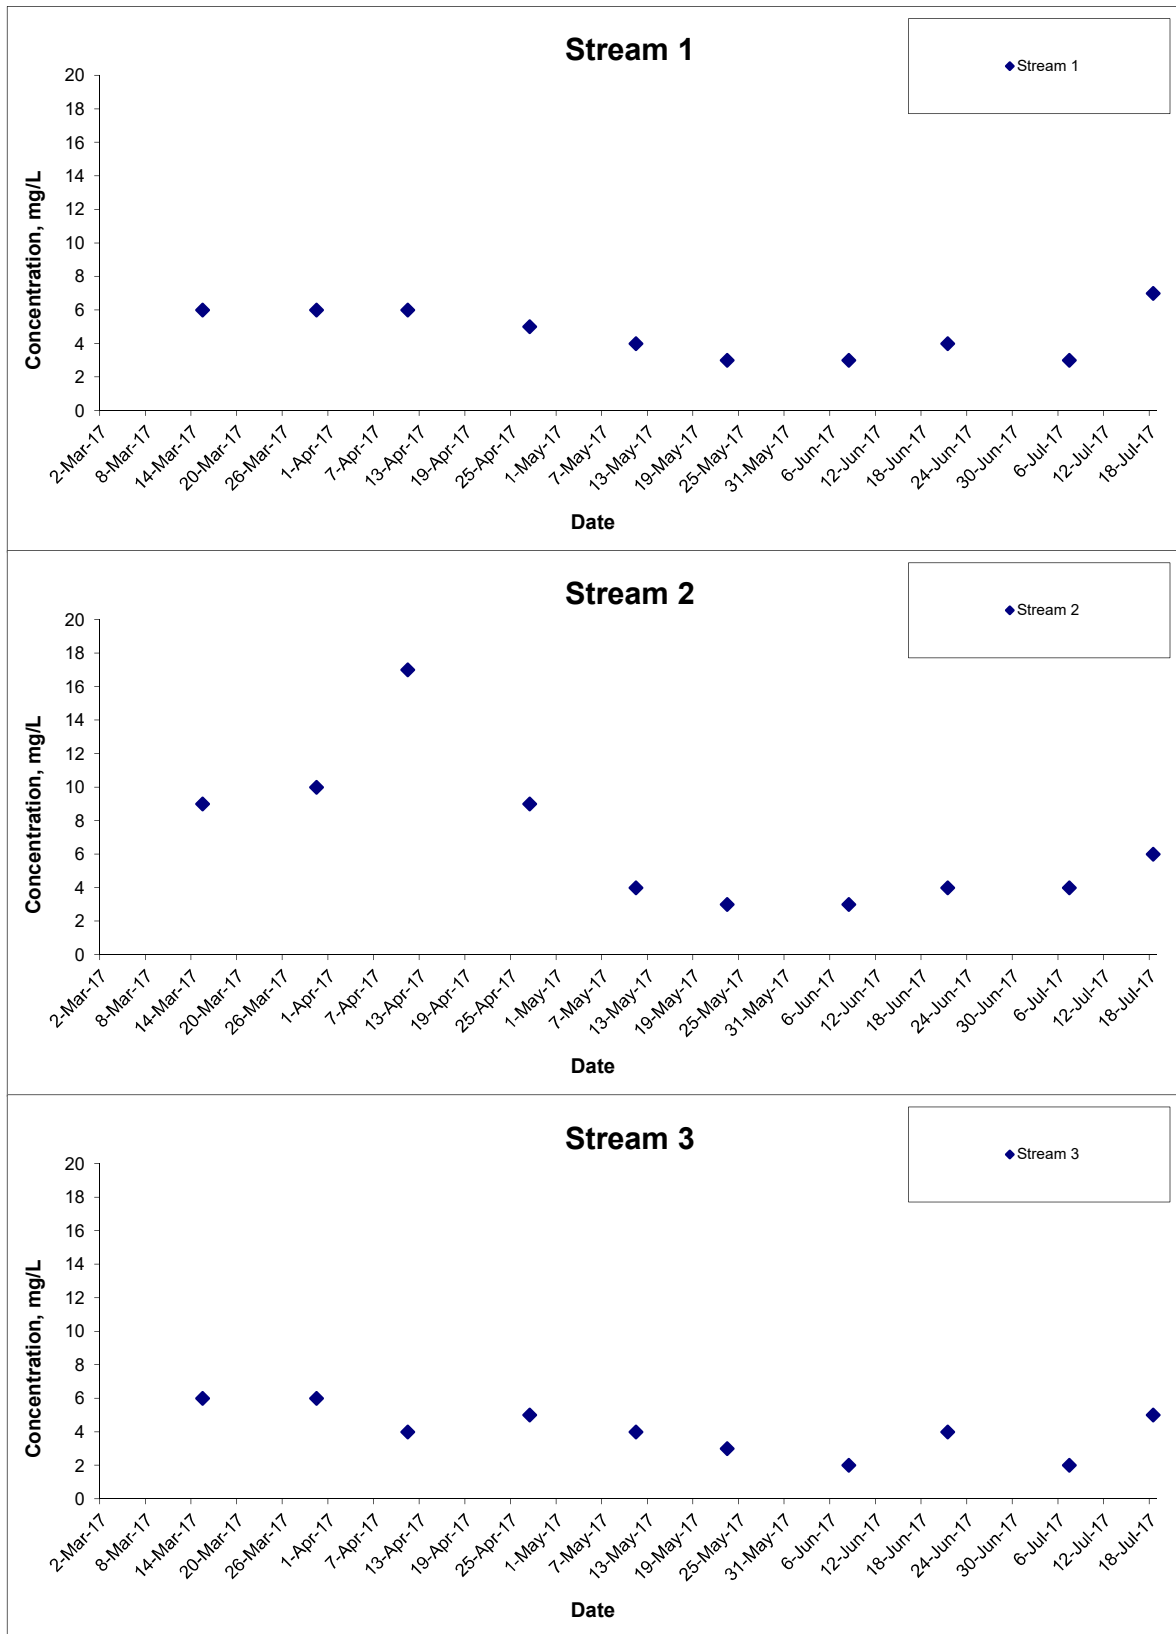 Stream 1
Stream 1
20
18
16
14
12
10
8
6
4
2
0
Concentration, mg/L
2-Mar-17 8-Mar-17 14-Mar-17 20-Mar-17 26-Mar-17 1-Apr-17 7-Apr-17 13-Apr-17 19-Apr-17 25-Apr-17 1-May-17 7-May-17 13-May-17 19-May-17 25-May-17 31-May-17 6-Jun-17 12-Jun-17 18-Jun-17 24-Jun-17 30-Jun-17 6-Jul-17 12-Jul-17 18-Jul-17
Date
Stream 2
Stream 2
20
18
16
14
12
10
8
6
4
2
0
Concentration, mg/L
2-Mar-17 8-Mar-17 14-Mar-17 20-Mar-17 26-Mar-17 1-Apr-17 7-Apr-17 13-Apr-17 19-Apr-17 25-Apr-17 1-May-17 7-May-17 13-May-17 19-May-17 25-May-17 31-May-17 6-Jun-17 12-Jun-17 18-Jun-17 24-Jun-17 30-Jun-17 6-Jul-17 12-Jul-17 18-Jul-17
Date
Stream 3
Stream 3
20
18
16
14
12
10
8
6
4
2
0
Concentration, mg/L
2-Mar-17 8-Mar-17 14-Mar-17 20-Mar-17 26-Mar-17 1-Apr-17 7-Apr-17 13-Apr-17 19-Apr-17 25-Apr-17 1-May-17 7-May-17 13-May-17 19-May-17 25-May-17 31-May-17 6-Jun-17 12-Jun-17 18-Jun-17 24-Jun-17 30-Jun-17 6-Jul-17 12-Jul-17 18-Jul-17
Date